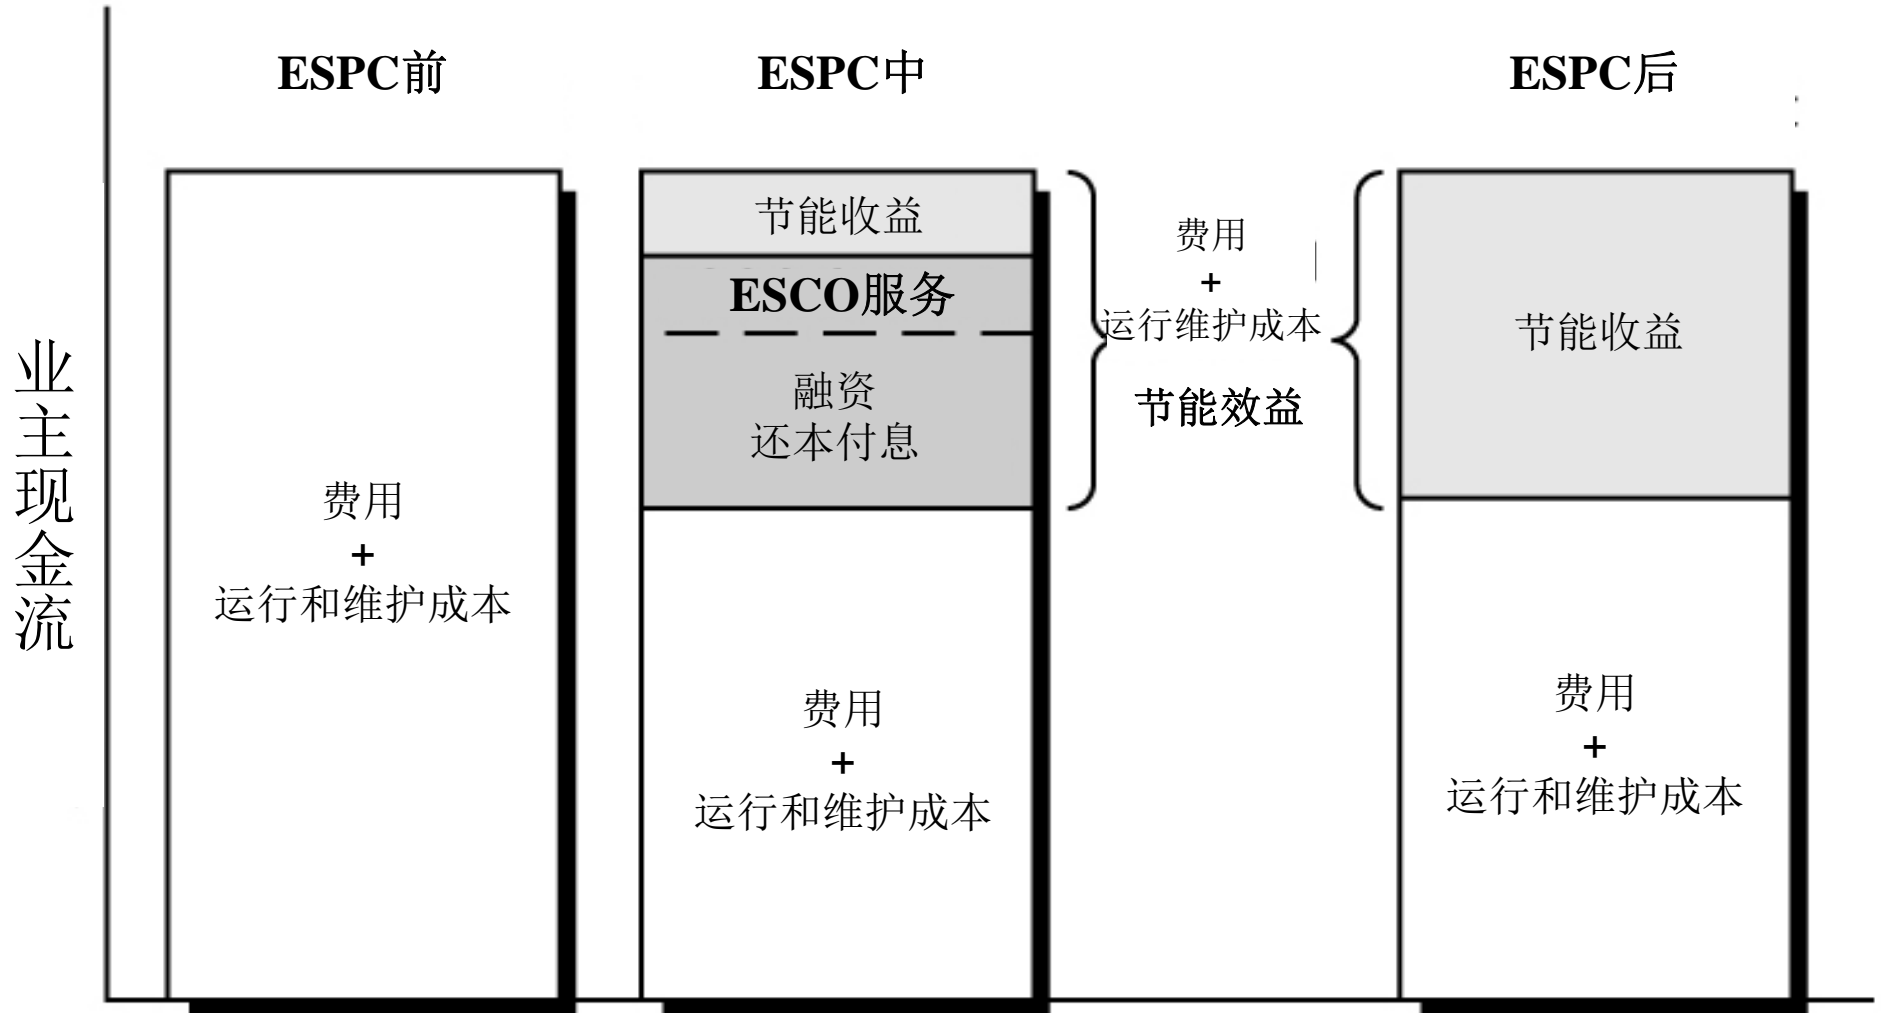 ESPC前
ESPC中
ESPC后
业主现金流
费用
+
运行和维护成本
节能收益
ESCO服务
融资
还本付息
费用
+
运行和维护成本
费用
+
运行维护成本
节能效益
节能收益
费用
+
运行和维护成本